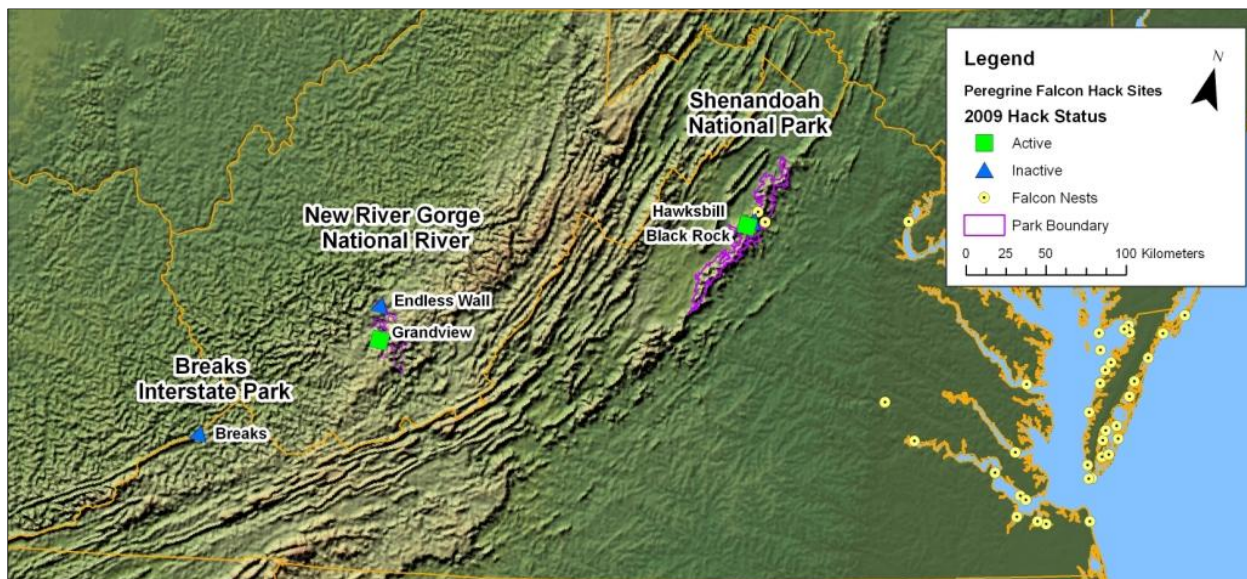 Legend
N
Peregrine Falcon Hack Sites
2009 Hack Status
Active
Inactive
Falcon Nests
Park Boundary
0 25 50 100 Kilometers
Shenandoah
National Park
Hawksbill
Black Rock
New River Gorge
National River
Endless Wall
Grandview
Breaks
Interstate Park
Breaks